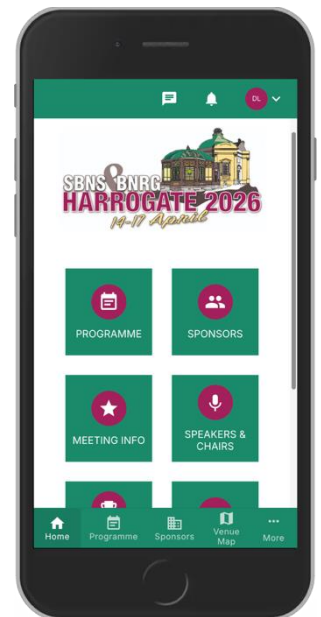 DL
SBNS & BNRG
HARROGATE 2026
14-17 April
PROGRAMME
SPONSORS
MEETING INFO
SPEAKERS &
CHAIRS
Home
Programme
Sponsors
Venue
Map
More